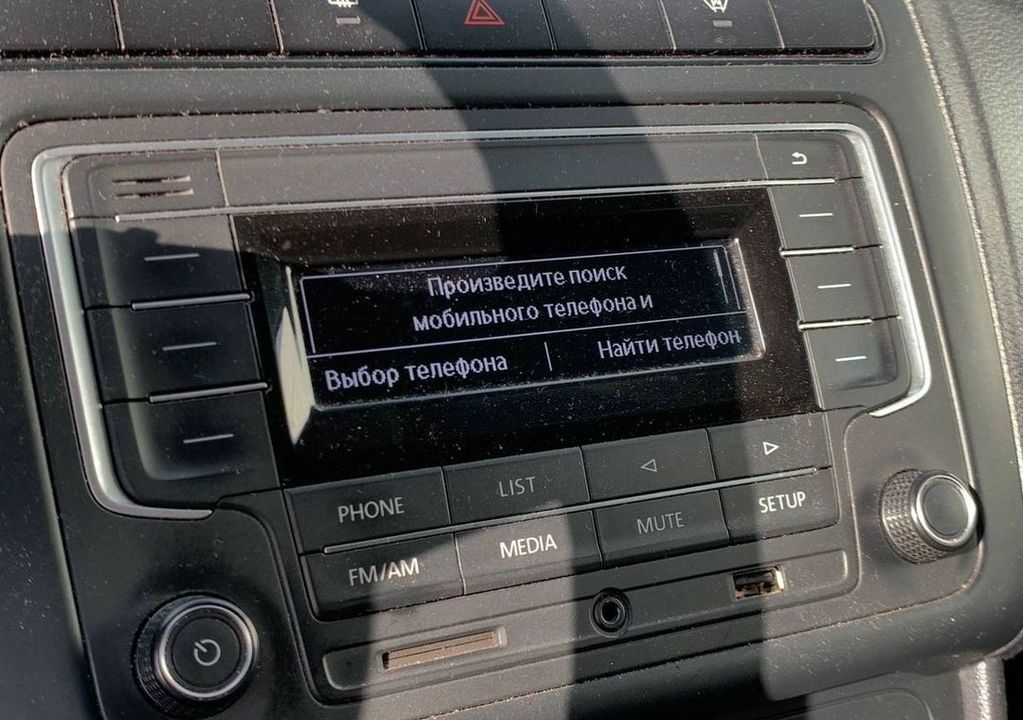 Произведите поиск
мобильного телефона и
Выбор телефона
Найти телефон
PHONE
LIST
FM/AM
MEDIA
MUTE
SETUP